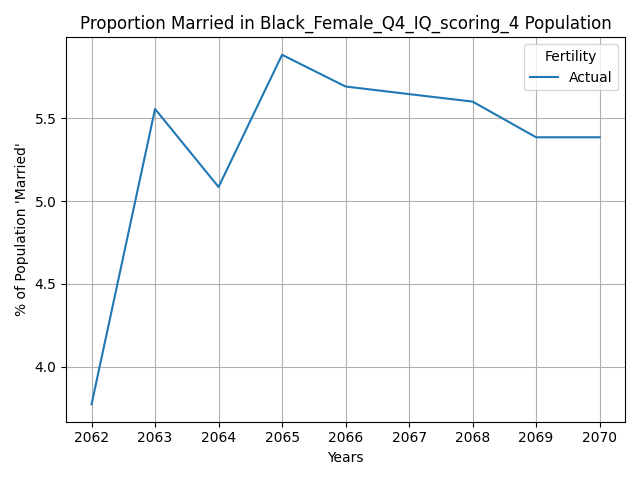 Proportion Married in Black_Female_Q4_IQ_scoring_4 Population
Fertility
Actual
% of Population 'Married'
5.5
5.0
4.5
4.0
2062 2063 2064 2065 2066 2067 2068 2069 2070
Years